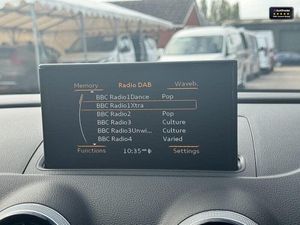 Memory Radio DAB Waveb.
BBC Radio1Dance Pop
BBC Radio1Xtra
BBC Radio2 Pop
BBC Radio3 Culture
BBC Radio3Unwi... Culture
BBC Radio4 Varied
Functions 10:35 Settings